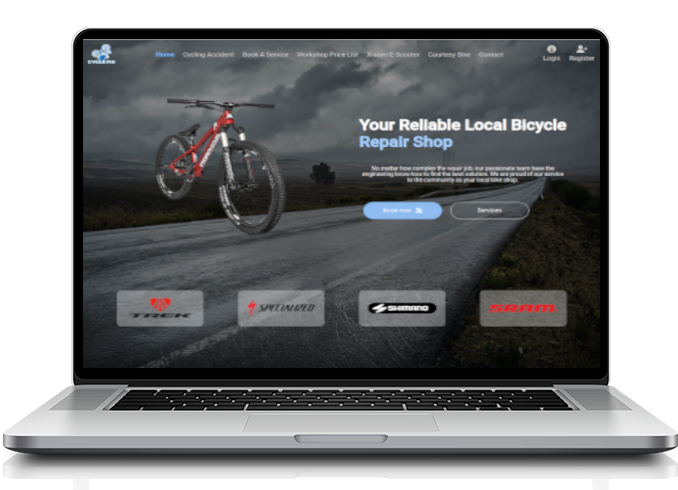 CYCLERX
Home Cycling Accident Book A Service Workshop Price List Xiaomi E-Scooter Courtesy Bike Contact Login Register
Your Reliable Local Bicycle
Repair Shop
No matter how complex the repair job, our passionate team have the
engineering know-how to find the best solution. We are proud of our service
to the community as your local bike shop.
Book now Services
TREK SPECIALIZED SHIMANO SRAM